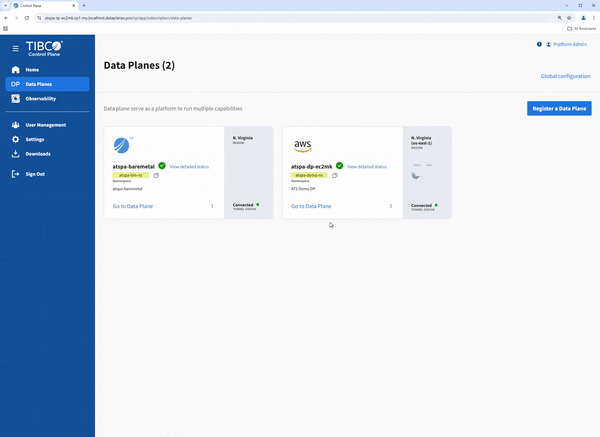 Control Plane
atspa-tp-ec2mk.cp1-my.localhost.dataplanes.pro/cp/app/subscription/data-planes
All Bookmarks
TIBCO
Control Plane
Platform Admin
Home
DP Data Planes
Observability
User Management
Settings
Downloads
Sign Out
Data Planes (2)
Global configuration
Data plane serve as a platform to run multiple capabilities
Register a Data Plane
atspa-baremetal
View detailed status
atspa-bm-ns
Namespace
atspa baremetal
Go to Data Plane
N. Virginia
REGION
Connected
TUNNEL STATUS
aws
atspa-dp-ec2mk
View detailed status
atspa-demo-ns
Namespace
ATS Demo DP
Go to Data Plane
N. Virginia
(us-east-1)
REGION
Connected
TUNNEL STATUS